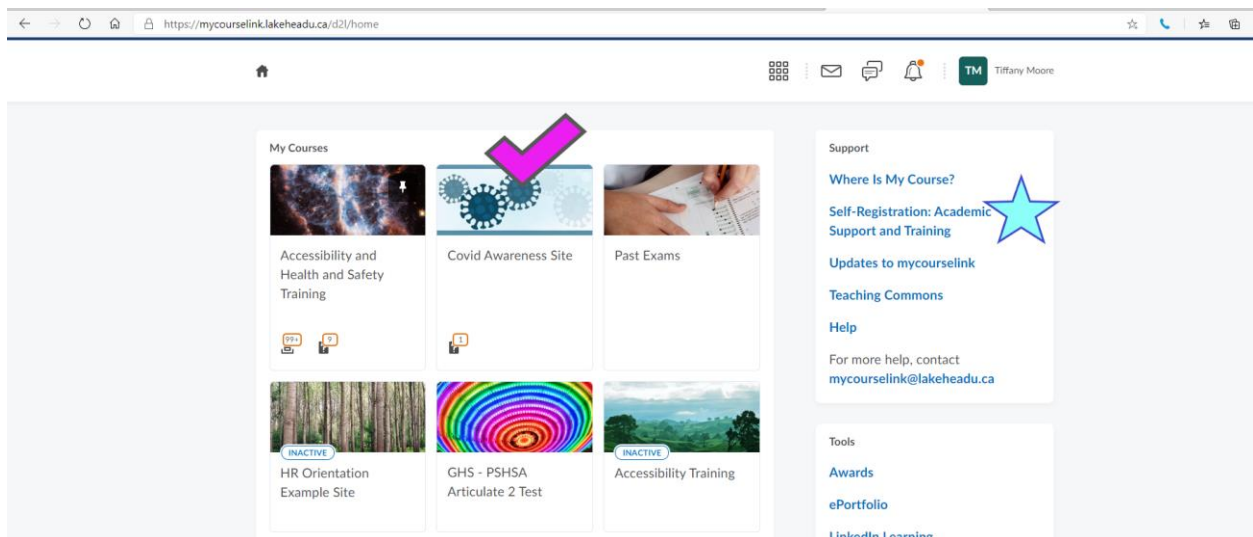 https://mycourselink.lakeheadu.ca/d2l/home
TM
Tiffany Moore
My Courses
Accessibility and
Health and Safety
Training
99+
9
Covid Awareness Site
1
Past Exams
INACTIVE
HR Orientation
Example Site
GHS - PSHSA
Articulate 2 Test
INACTIVE
Accessibility Training
Support
Where Is My Course?
Self-Registration: Academic
Support and Training
Updates to mycourselink
Teaching Commons
Help
For more help, contact
mycourselink@lakeheadu.ca
Tools
Awards
ePortfolio
LinkedIn Learning